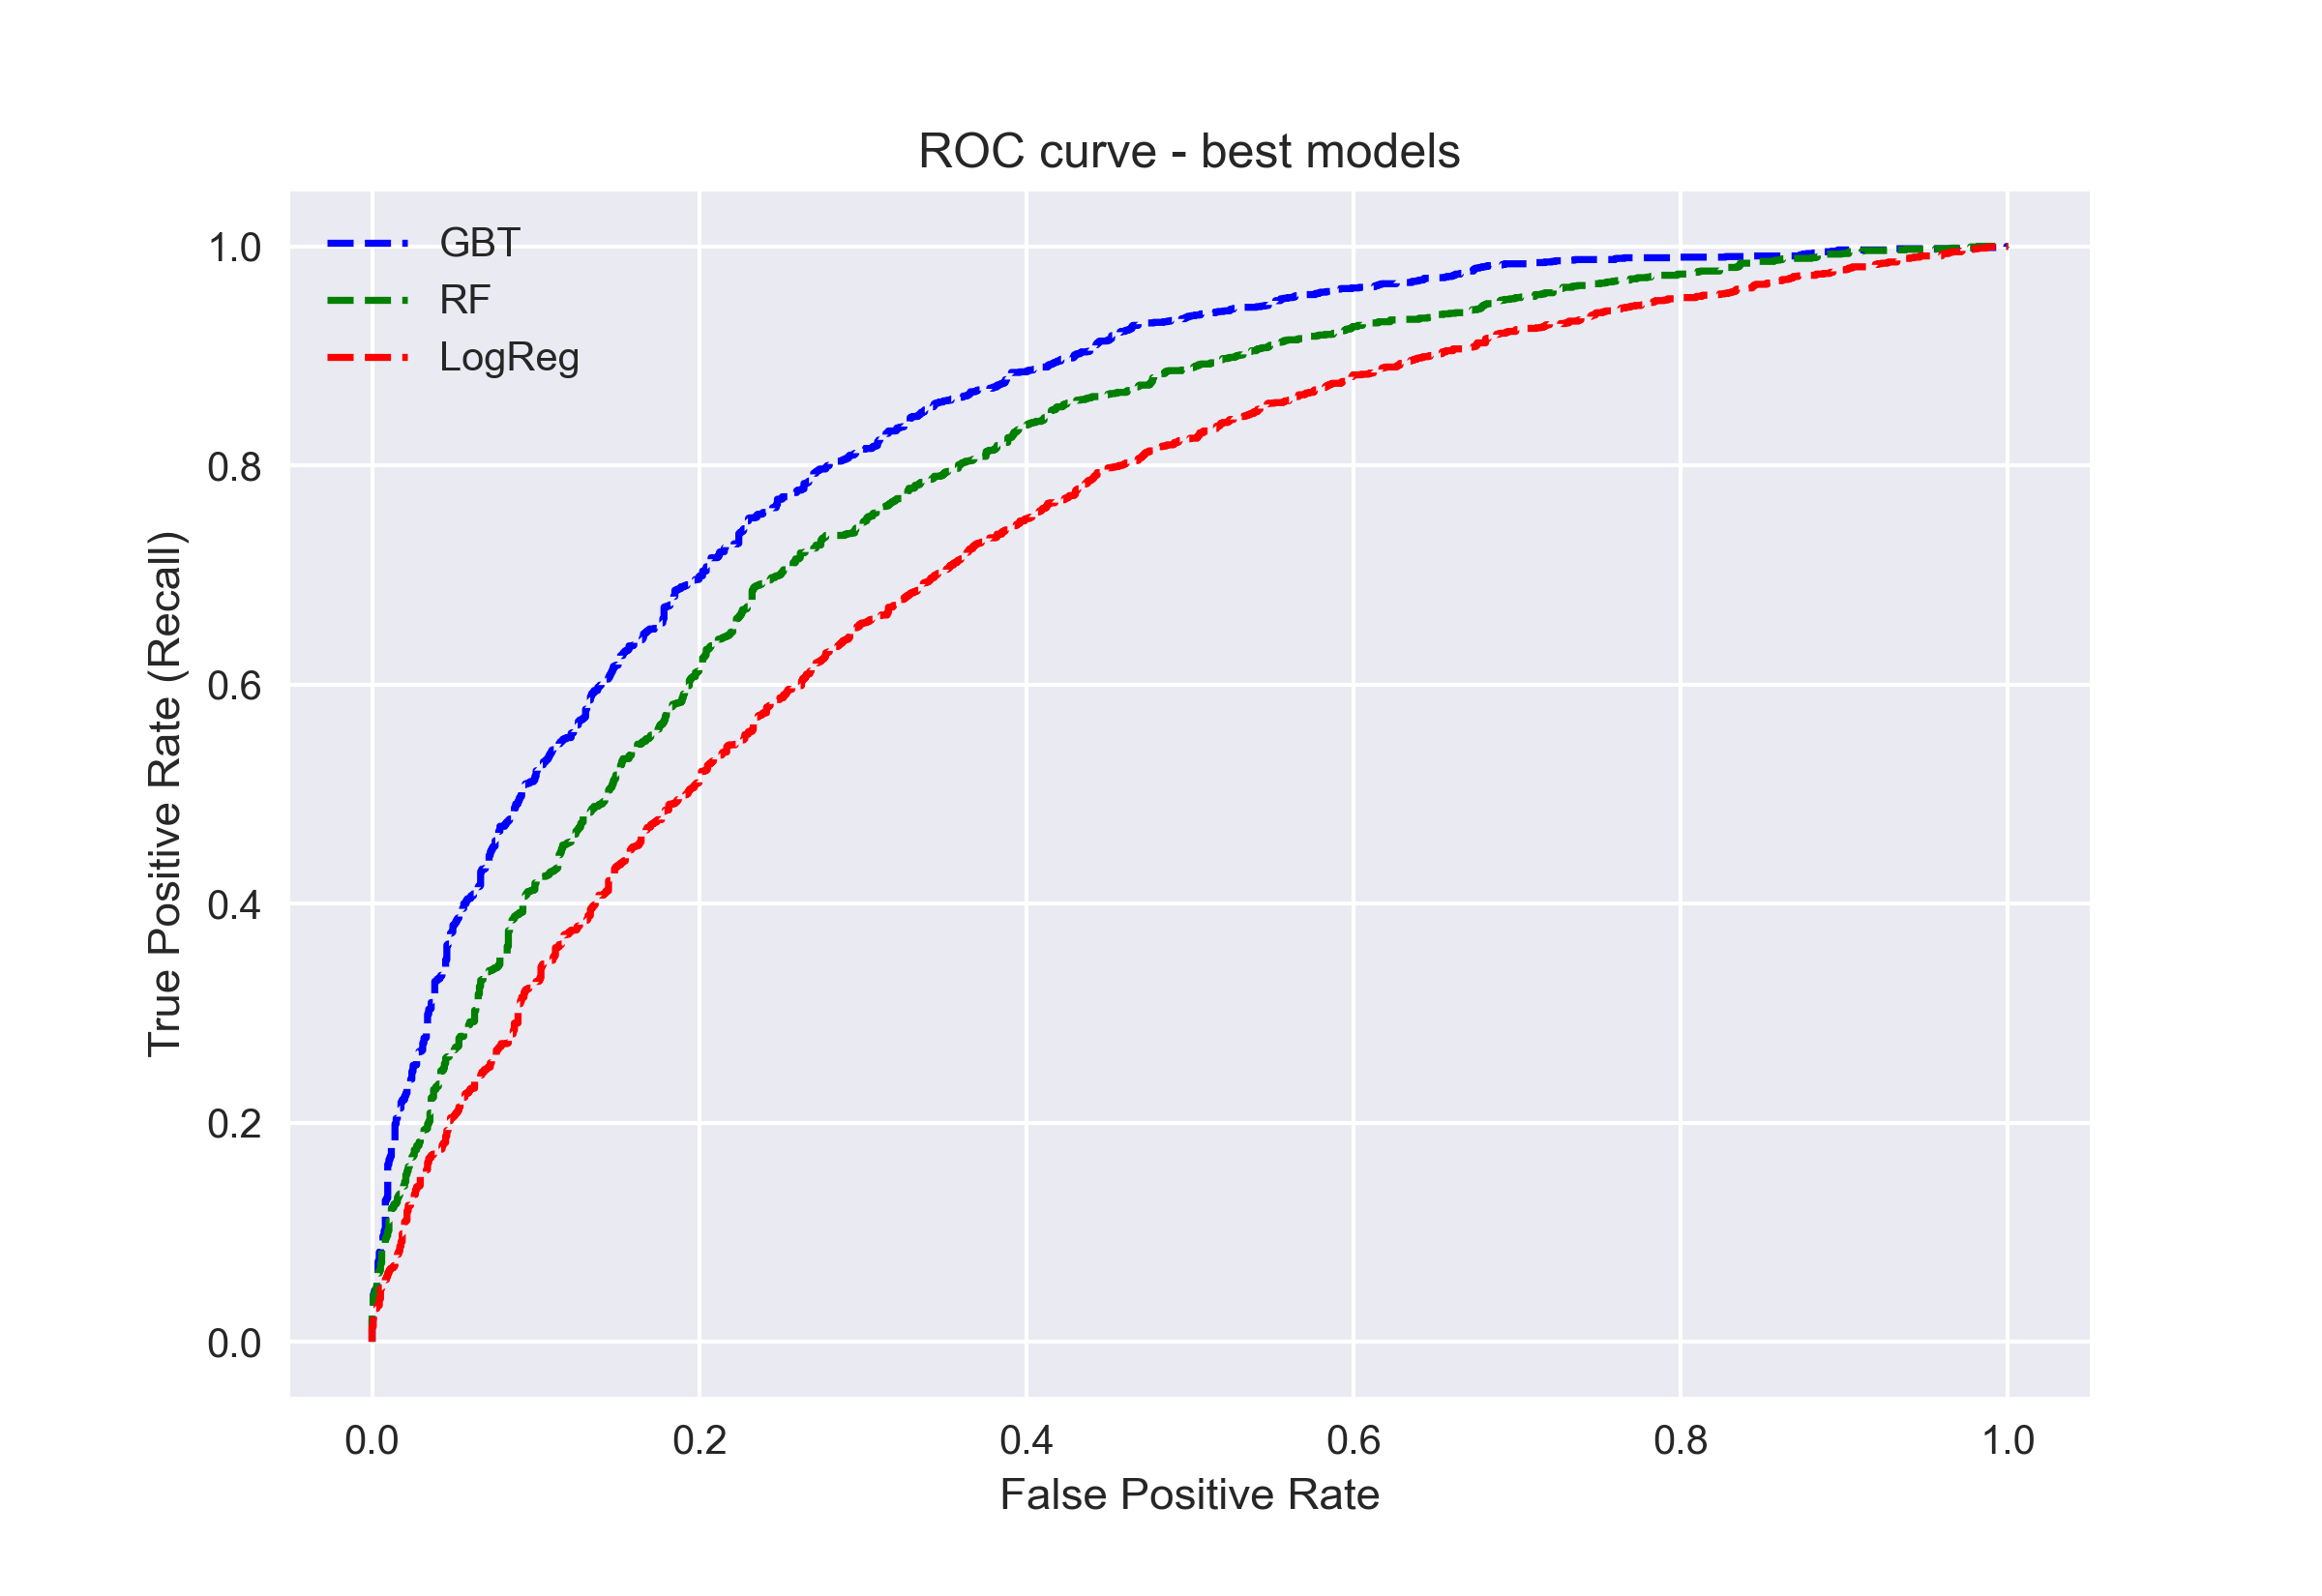 ROC curve - best models
GBT
RF
LogReg
1.0
0.8
0.6
0.4
0.2
0.0
True Positive Rate (Recall)
0.0 0.2 0.4 0.6 0.8 1.0
False Positive Rate